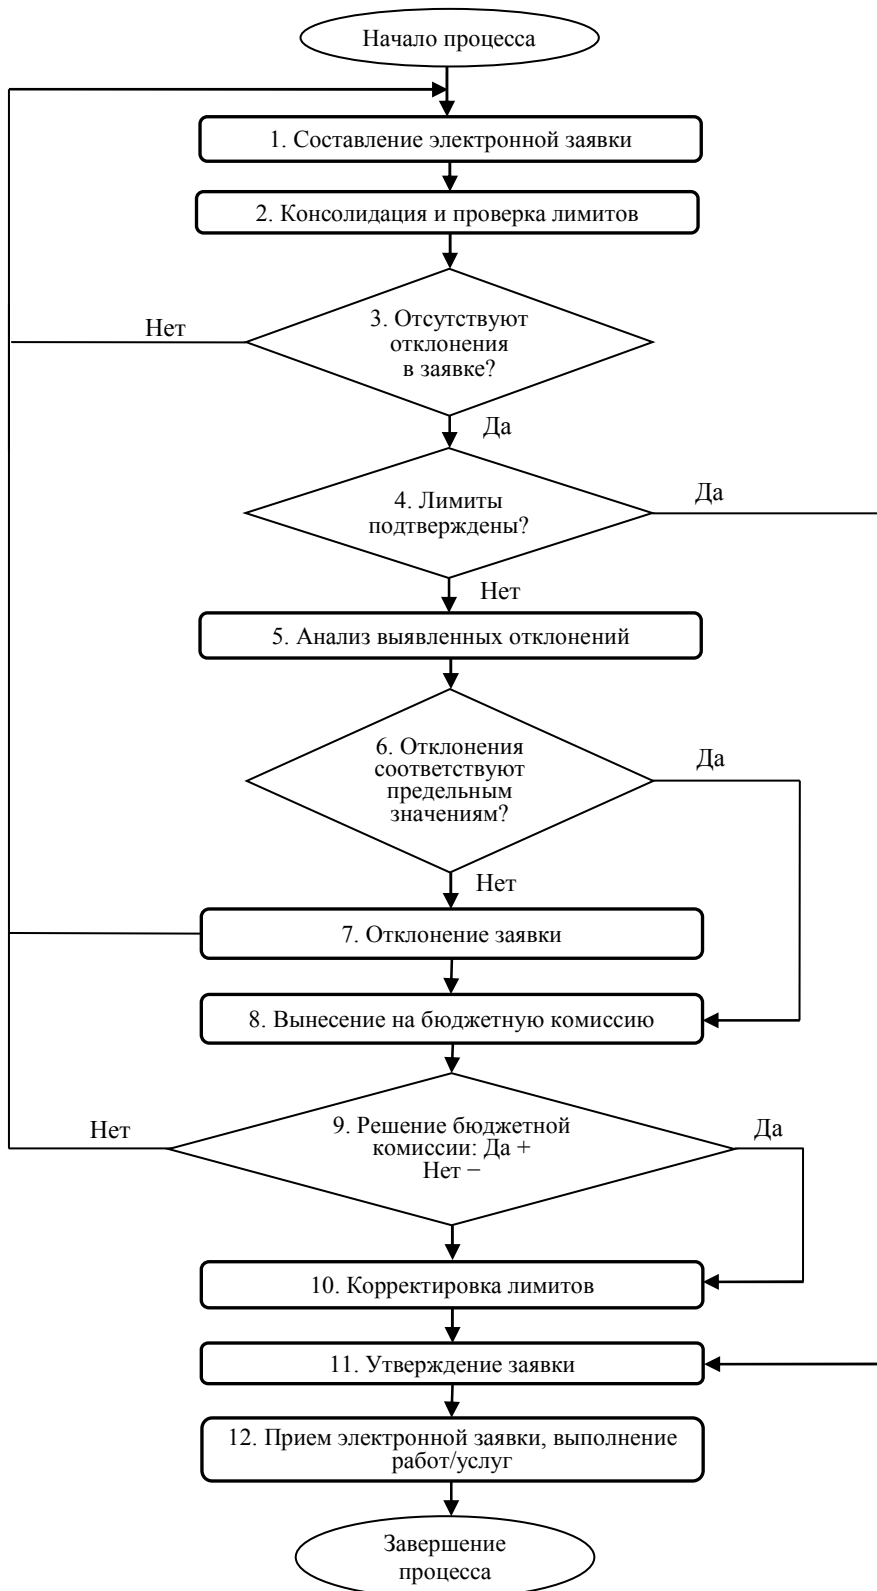 Начало процесса
1. Составление электронной заявки
2. Консолидация и проверка лимитов
Нет
3. Отсутствуют
отклонения
в заявке?
Да
4. Лимиты
подтверждены?
Да
Нет
5. Анализ выявленных отклонений
6. Отклонения
соответствуют
предельным
значениям?
Да
Нет
7. Отклонение заявки
8. Вынесение на бюджетную комиссию
Нет
9. Решение бюджетной
комиссии: Да +
Нет −
Да
10. Корректировка лимитов
11. Утверждение заявки
12. Прием электронной заявки, выполнение
работ/услуг
Завершение
процесса